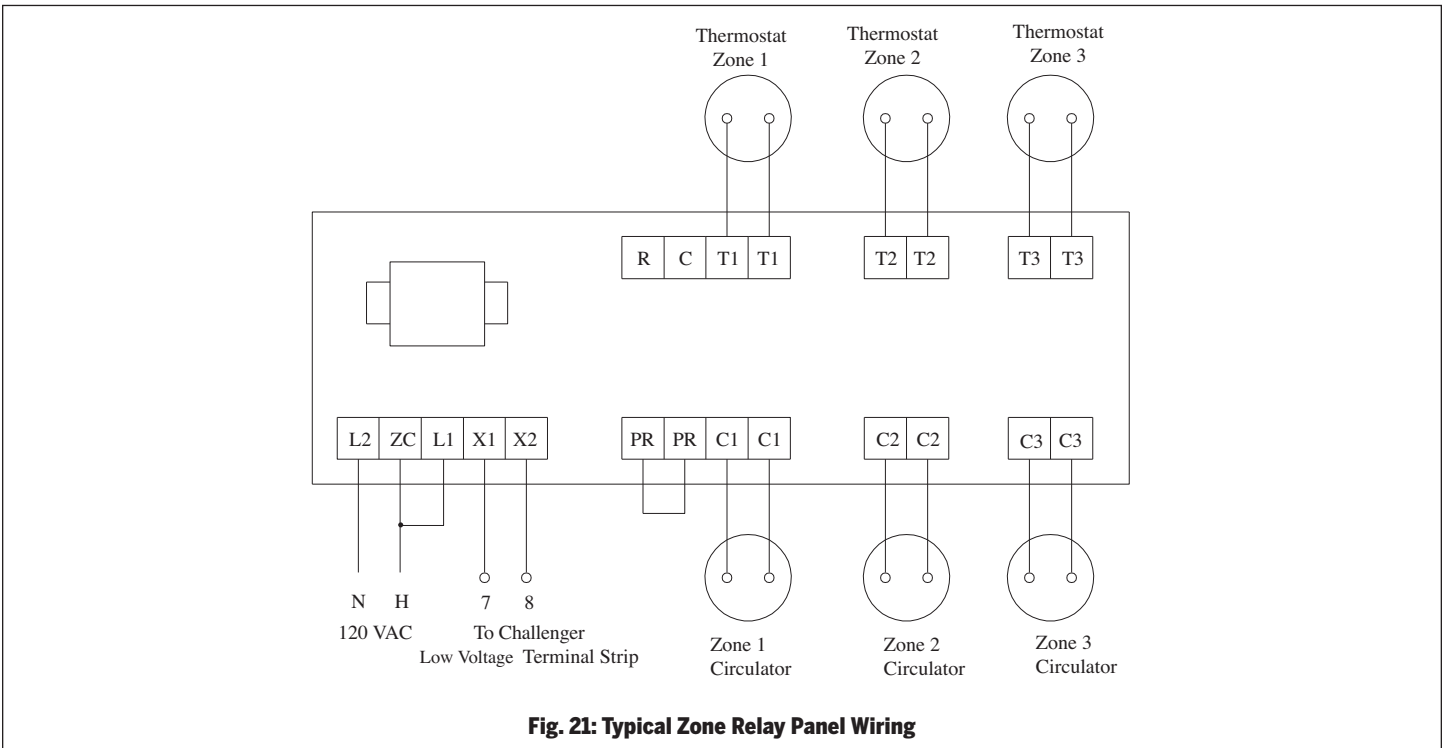 Thermostat
Zone 1
Thermostat
Zone 2
Thermostat
Zone 3
R C T1 T1
T2 T2
T3 T3
L2 ZC L1 X1 X2
PR PR C1 C1
C2 C2
C3 C3
N H 7 8
120 VAC
To Challenger
Low Voltage Terminal Strip
Zone 1
Circulator
Zone 2
Circulator
Zone 3
Circulator
Fig. 21: Typical Zone Relay Panel Wiring